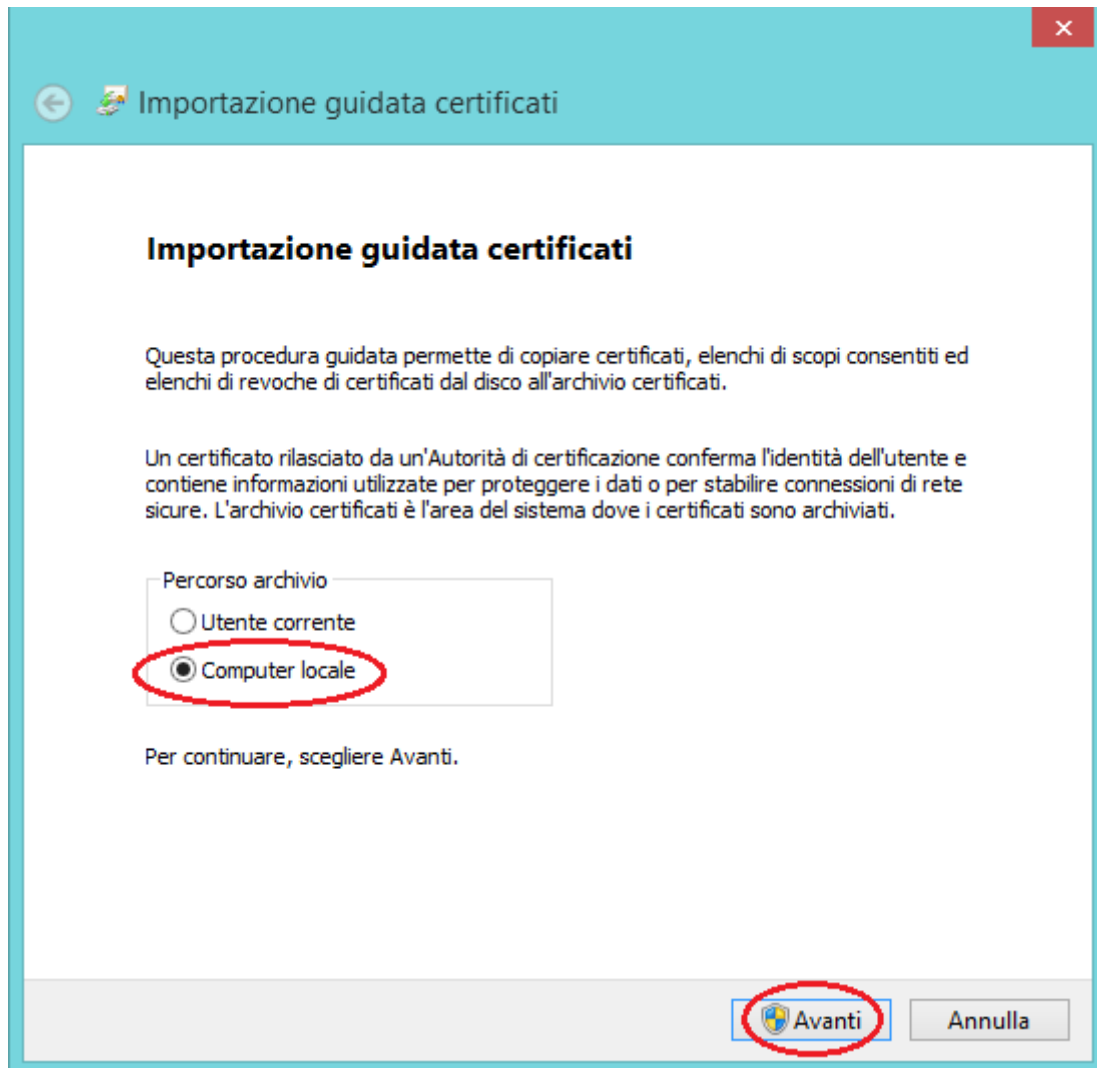 Importazione guidata certificati
Importazione guidata certificati
Questa procedura guidata permette di copiare certificati, elenchi di scopi consentiti ed
elenchi di revoche di certificati dal disco all'archivio certificati.
Un certificato rilasciato da un'Autorità di certificazione conferma l'identità dell'utente e
contiene informazioni utilizzate per proteggere i dati o per stabilire connessioni di rete
sicure. L'archivio certificati è l'area del sistema dove i certificati sono archiviati.
Percorso archivio
Utente corrente
Computer locale
Per continuare, scegliere Avanti.
Avanti Annulla